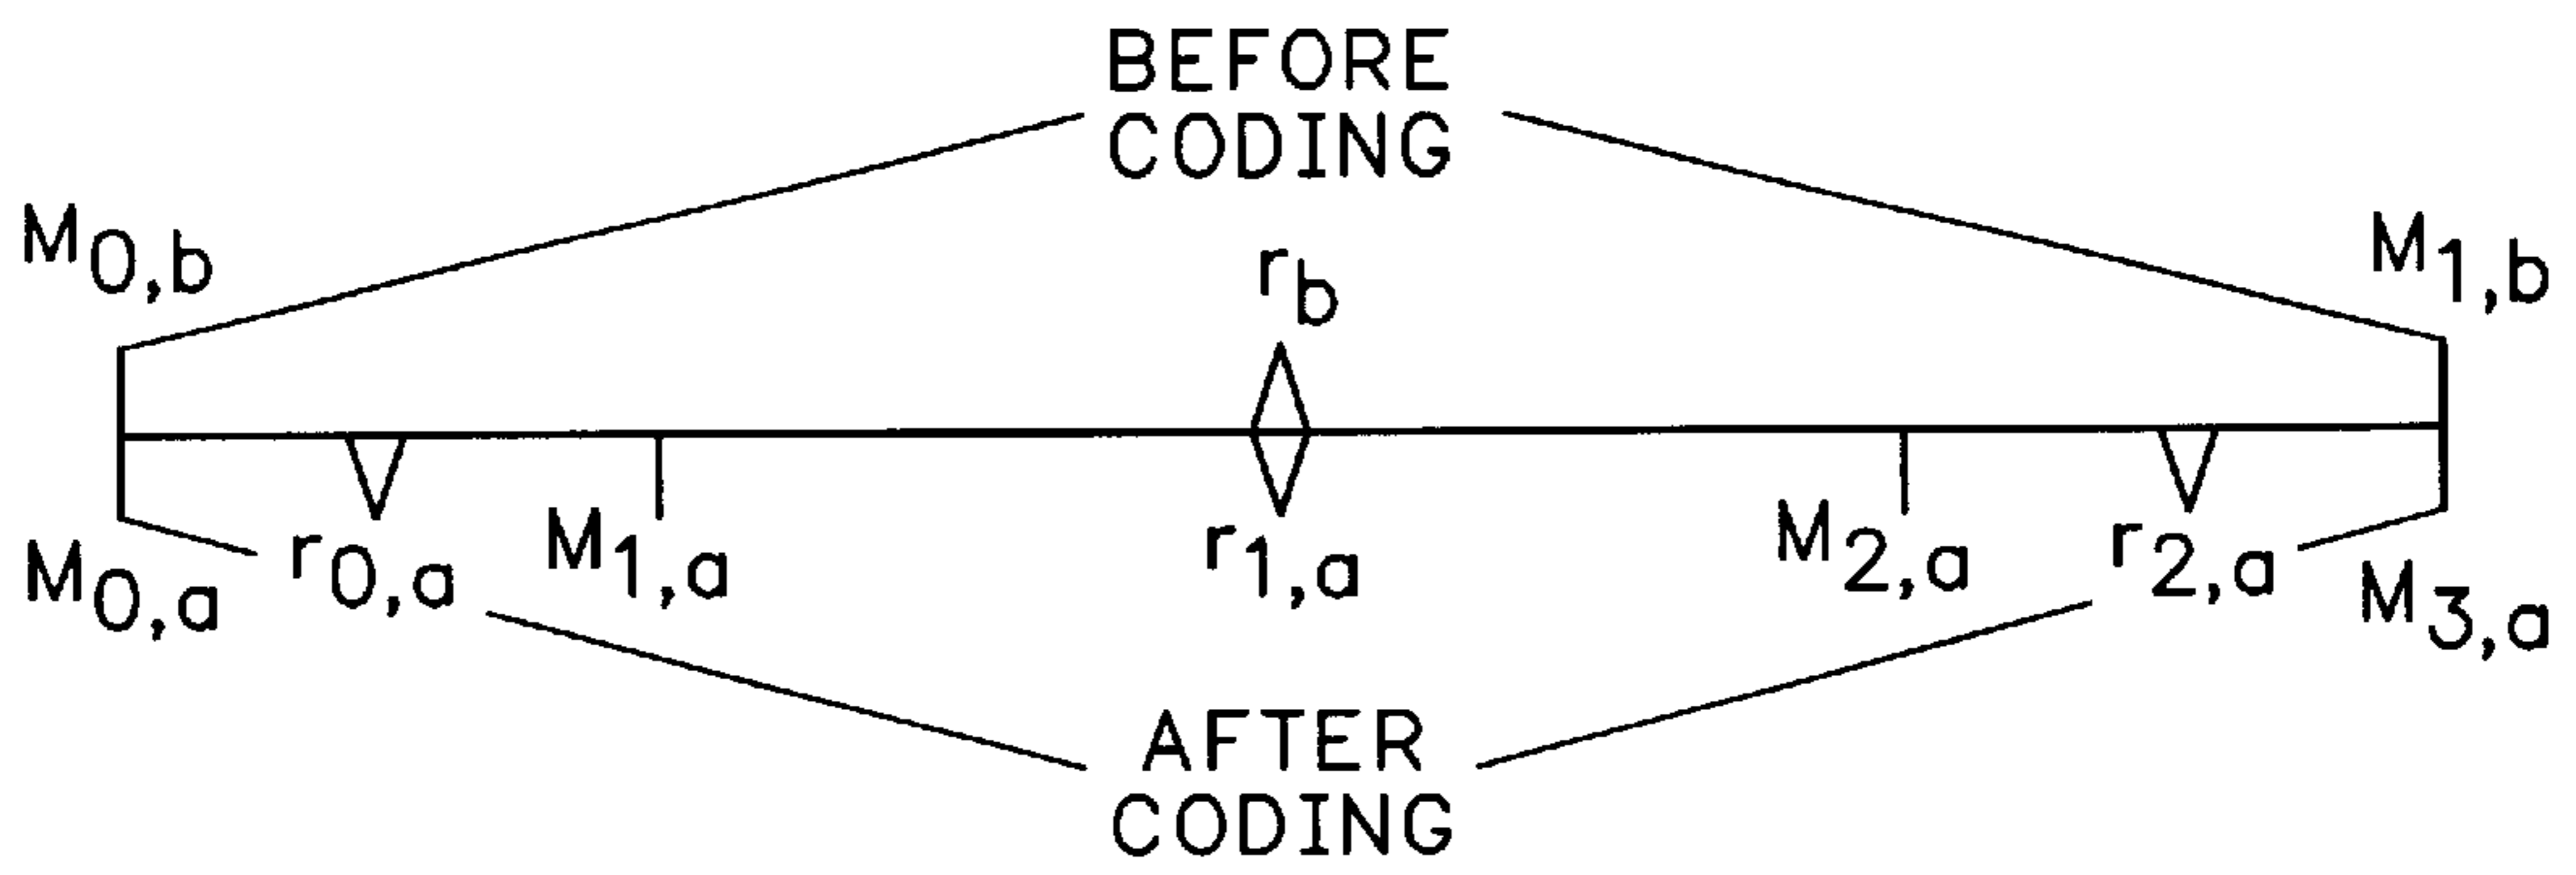 BEFORE
CODING
M0,b
rb
M1,b
M0,a
r0,a
M1,a
r1,a
M2,a
r2,a
M3,a
AFTER
CODING